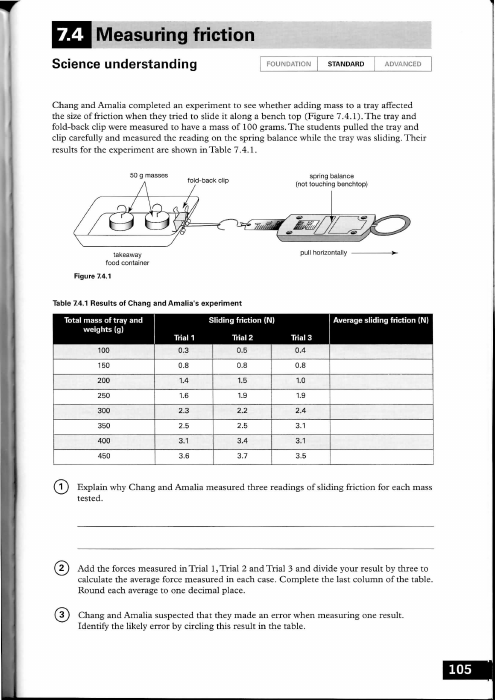 7.4 Measuring friction
Science understanding
FOUNDATION STANDARD ADVANCED
Chang and Amalia completed an experiment to see whether adding mass to a tray affected
the size of friction when they tried to slide it along a bench top (Figure 7.4.1). The tray and
fold-back clip were measured to have a mass of 100 grams. The students pulled the tray and
clip carefully and measured the reading on the spring balance while the tray was sliding. Their
results for the experiment are shown in Table 7.4.1.
50 g masses
fold-back clip
spring balance
(not touching benchtop)
takeaway
food container
pull horizontally
Figure 7.4.1
Table 7.4.1 Results of Chang and Amalia's experiment
Total mass of tray and weights (g) Sliding friction (N) Average sliding friction (N)
Trial 1 Trial 2 Trial 3
100 0.3 0.5 0.4
150 0.8 0.8 0.8
200 1.4 1.5 1.0
250 1.6 1.9 1.9
300 2.3 2.2 2.4
350 2.5 2.5 3.1
400 3.1 3.4 3.1
450 3.6 3.7 3.5
1 Explain why Chang and Amalia measured three readings of sliding friction for each mass
tested.
2 Add the forces measured in Trial 1, Trial 2 and Trial 3 and divide your result by three to
calculate the average force measured in each case. Complete the last column of the table.
Round each average to one decimal place.
3 Chang and Amalia suspected that they made an error when measuring one result.
Identify the likely error by circling this result in the table.
105